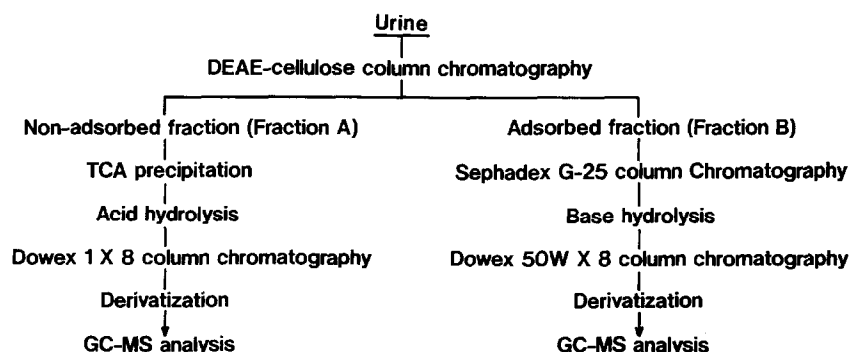 Urine
DEAE-cellulose column chromatography
Non-adsorbed fraction (Fraction A)
TCA precipitation
Acid hydrolysis
Dowex 1 X 8 column chromatography
Derivatization
GC-MS analysis
Adsorbed fraction (Fraction B)
Sephadex G-25 column Chromatography
Base hydrolysis
Dowex 50W X 8 column chromatography
Derivatization
GC-MS analysis